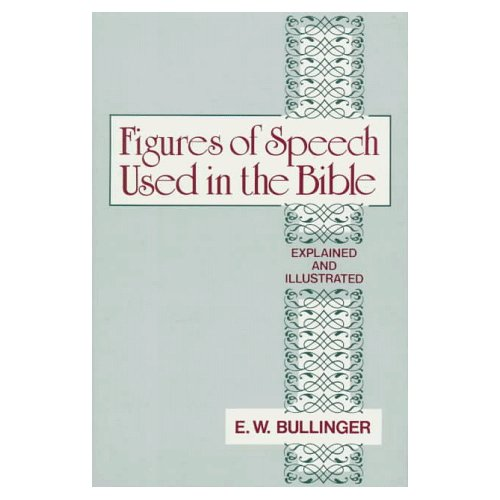 Figures of Speech
Used in the Bible
EXPLAINED
AND
ILLUSTRATED
E. W. BULLINGER